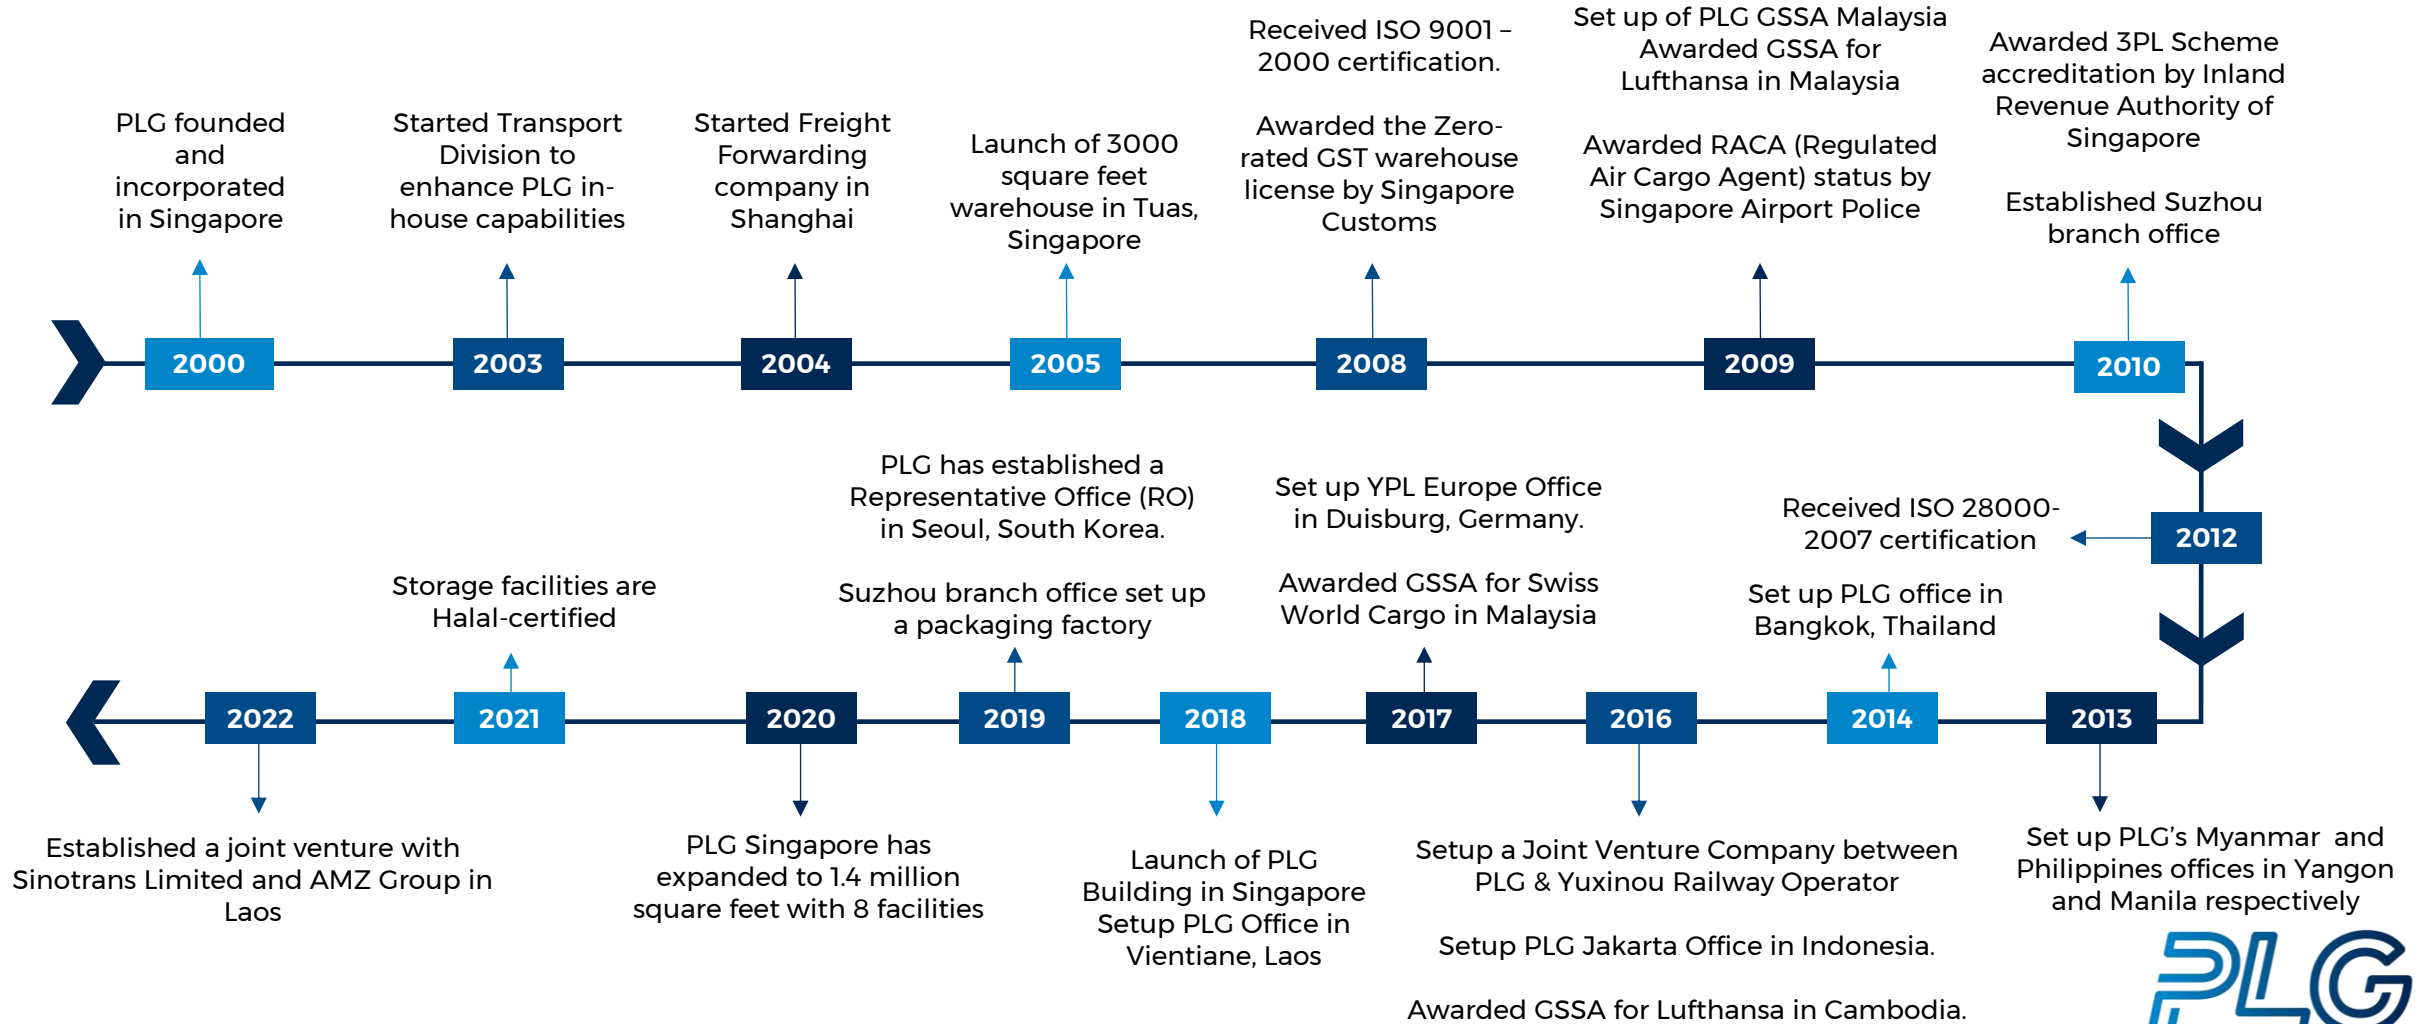 PLG founded
and
incorporated
in Singapore
2000
Started Transport
Division to
enhance PLG in-
house capabilities
2003
Started Freight
Forwarding
company in
Shanghai
2004
Launch of 3000
square feet
warehouse in Tuas,
Singapore
2005
Received ISO 9001 –
2000 certification.
Awarded the Zero-
rated GST warehouse
license by Singapore
Customs
2008
Set up of PLG GSSA Malaysia
Awarded GSSA for
Lufthansa in Malaysia
Awarded RACA (Regulated
Air Cargo Agent) status by
Singapore Airport Police
2009
Awarded 3PL Scheme
accreditation by Inland
Revenue Authority of
Singapore
Established Suzhou
branch office
2010
Received ISO 28000-
2007 certification
2012
2013
Set up PLG’s Myanmar and
Philippines offices in Yangon
and Manila respectively
Set up PLG office in
Bangkok, Thailand
2014
2016
Setup a Joint Venture Company between
PLG & Yuxinou Railway Operator
Setup PLG Jakarta Office in Indonesia.
Awarded GSSA for Lufthansa in Cambodia.
Set up YPL Europe Office
in Duisburg, Germany.
Awarded GSSA for Swiss
World Cargo in Malaysia
2017
2018
Launch of PLG
Building in Singapore
Setup PLG Office in
Vientiane, Laos
PLG has established a
Representative Office (RO)
in Seoul, South Korea.
Suzhou branch office set up
a packaging factory
2019
2020
PLG Singapore has
expanded to 1.4 million
square feet with 8 facilities
Storage facilities are
Halal-certified
2021
2022
Established a joint venture with
Sinotrans Limited and AMZ Group in
Laos
PLG